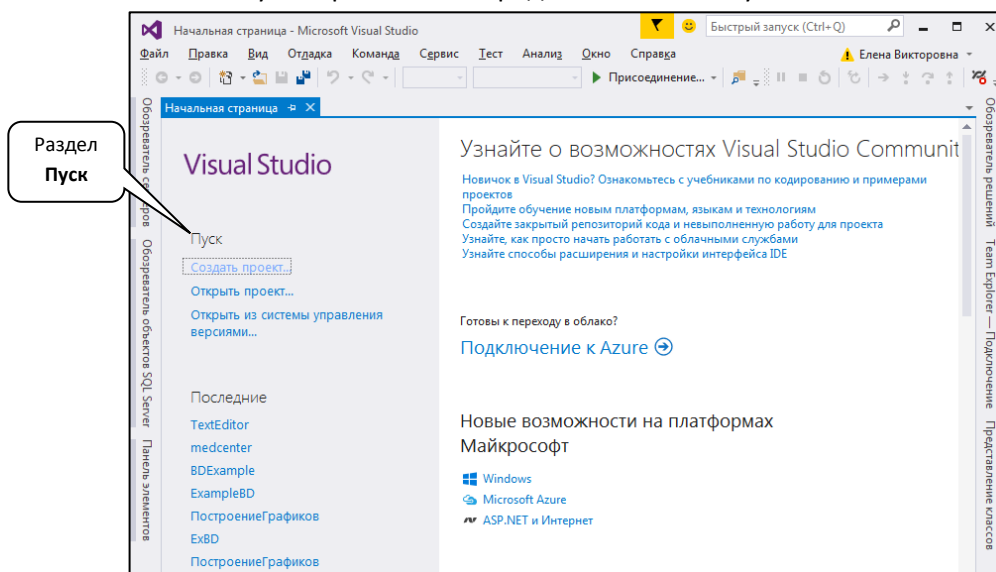 Начальная страница - Microsoft Visual Studio
Быстрый запуск (Ctrl+Q)
Файл Правка Вид Отладка Команда Сервис Тест Анализ Окно Справка
Елена Викторовна
Присоединение...
Начальная страница
Обозреватель серверов
Обозреватель объектов SQL Server
Панель элементов
Раздел
Пуск
Visual Studio
Пуск
Создать проект...
Открыть проект...
Открыть из системы управления
версиями...
Последние
TextEditor
medcenter
BDExample
ExampleBD
ПостроениеГрафиков
ExBD
ПостроениеГрафиков
Узнайте о возможностях Visual Studio Communit
Новичок в Visual Studio? Ознакомьтесь с учебниками по кодированию и примерами
проектов
Пройдите обучение новым платформам, языкам и технологиям
Создайте закрытый репозиторий кода и невыполненную работу для проекта
Узнайте, как просто начать работать с облачными службами
Узнайте способы расширения и настройки интерфейса IDE
Готовы к переходу в облако?
Подключение к Azure
Новые возможности на платформах
Майкрософт
Windows
Microsoft Azure
ASP.NET и Интернет
Обозреватель решений
Team Explorer — Подключение
Представление классов